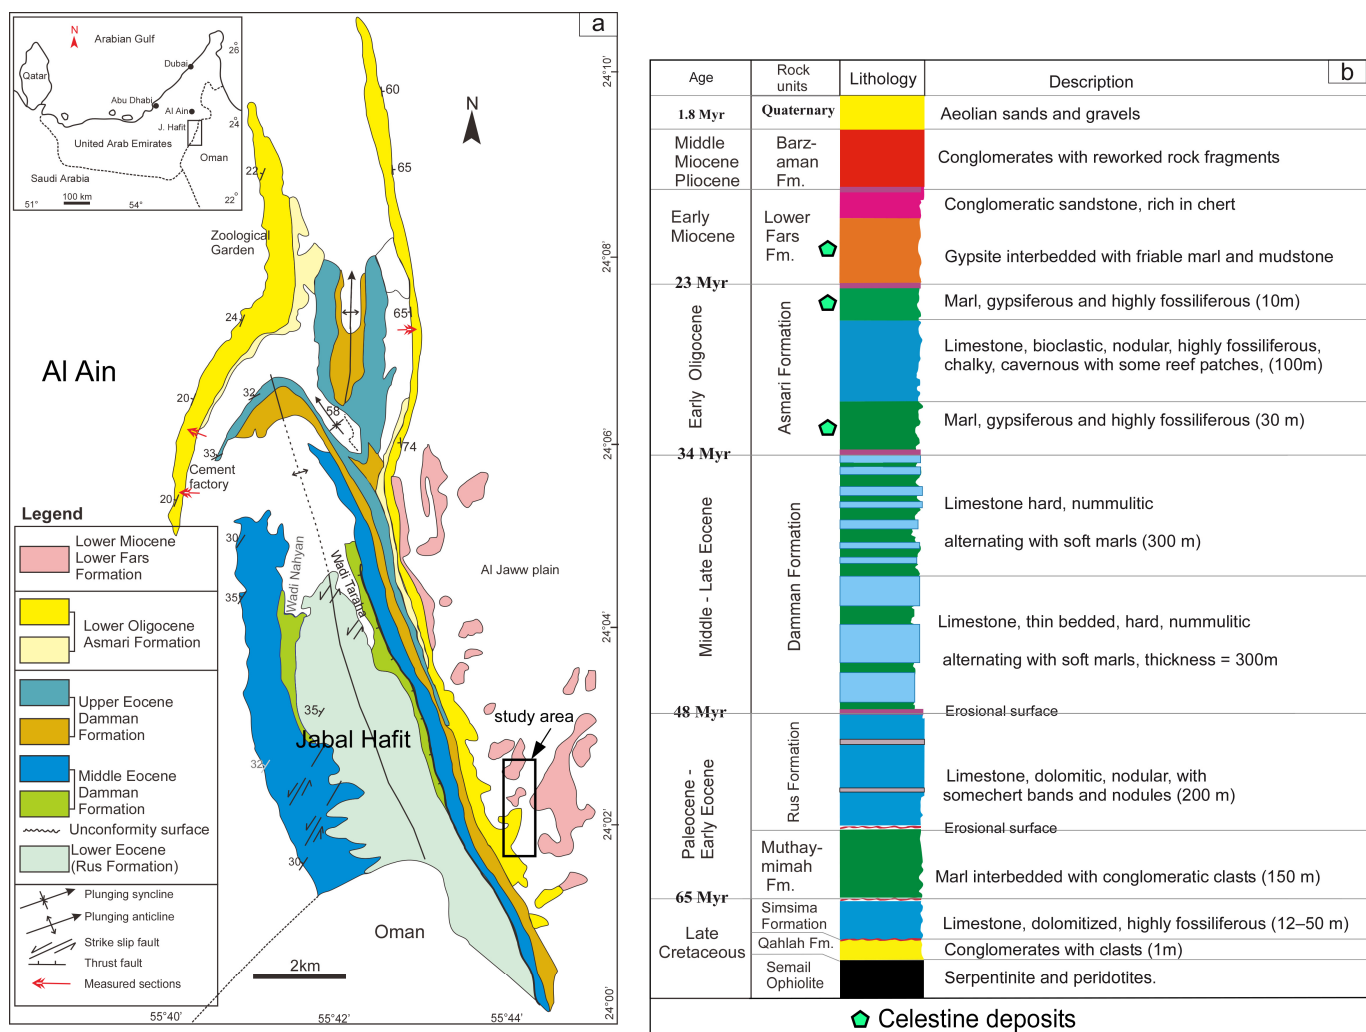 a
N
Arabian Gulf
26°
Qatar
Dubai
Abu Dhabi
Al Ain
24°
J. Hafit
United Arab Emirates
Oman
Saudi Arabia
100 km
22°
51°
54°
N
60
65
22
Zoological
Garden
65
24
Al Ain
20
32
58
33
74
Cement
factory
20
30
35
Wadi Nahyan
Wadi Taraba
Al Jaww plain
35
Jabal Hafit
study area
32
30
Oman
2km
24°10'
24°08'
24°06'
24°04'
24°02'
24°00'
55°40'
55°42'
55°44'
Legend
Lower Miocene
Lower Fars
Formation
Lower Oligocene
Asmari Formation
Upper Eocene
Damman
Formation
Middle Eocene
Damman
Formation
Unconformity surface
Lower Eocene
(Rus Formation)
Plunging syncline
Plunging anticline
Strike slip fault
Thrust fault
Measured sections
b
Age
Rock
units
Lithology
Description
1.8 Myr
Quaternary
Aeolian sands and gravels
Middle
Miocene
Pliocene
Barz-
aman
Fm.
Conglomerates with reworked rock fragments
Early
Miocene
Lower
Fars
Fm.
Conglomeratic sandstone, rich in chert
Gypsite interbedded with friable marl and mudstone
23 Myr
Early Oligocene
Asmari Formation
Marl, gypsiferous and highly fossiliferous (10m)
Limestone, bioclastic, nodular, highly fossiliferous,
chalky, cavernous with some reef patches, (100m)
Marl, gypsiferous and highly fossiliferous (30 m)
34 Myr
Middle - Late Eocene
Damman Formation
Limestone hard, nummulitic
alternating with soft marls (300 m)
Limestone, thin bedded, hard, nummulitic
alternating with soft marls, thickness = 300m
48 Myr
Erosional surface
Paleocene -
Early Eocene
Rus Formation
Limestone, dolomitic, nodular, with
somechert bands and nodules (200 m)
Erosional surface
Muthay-
mimah
Fm.
Marl interbedded with conglomeratic clasts (150 m)
65 Myr
Late
Cretaceous
Simsima
Formation
Limestone, dolomitized, highly fossiliferous (12–50 m)
Qahlah Fm.
Conglomerates with clasts (1m)
Semail
Ophiolite
Serpentinite and peridotites.
Celestine deposits